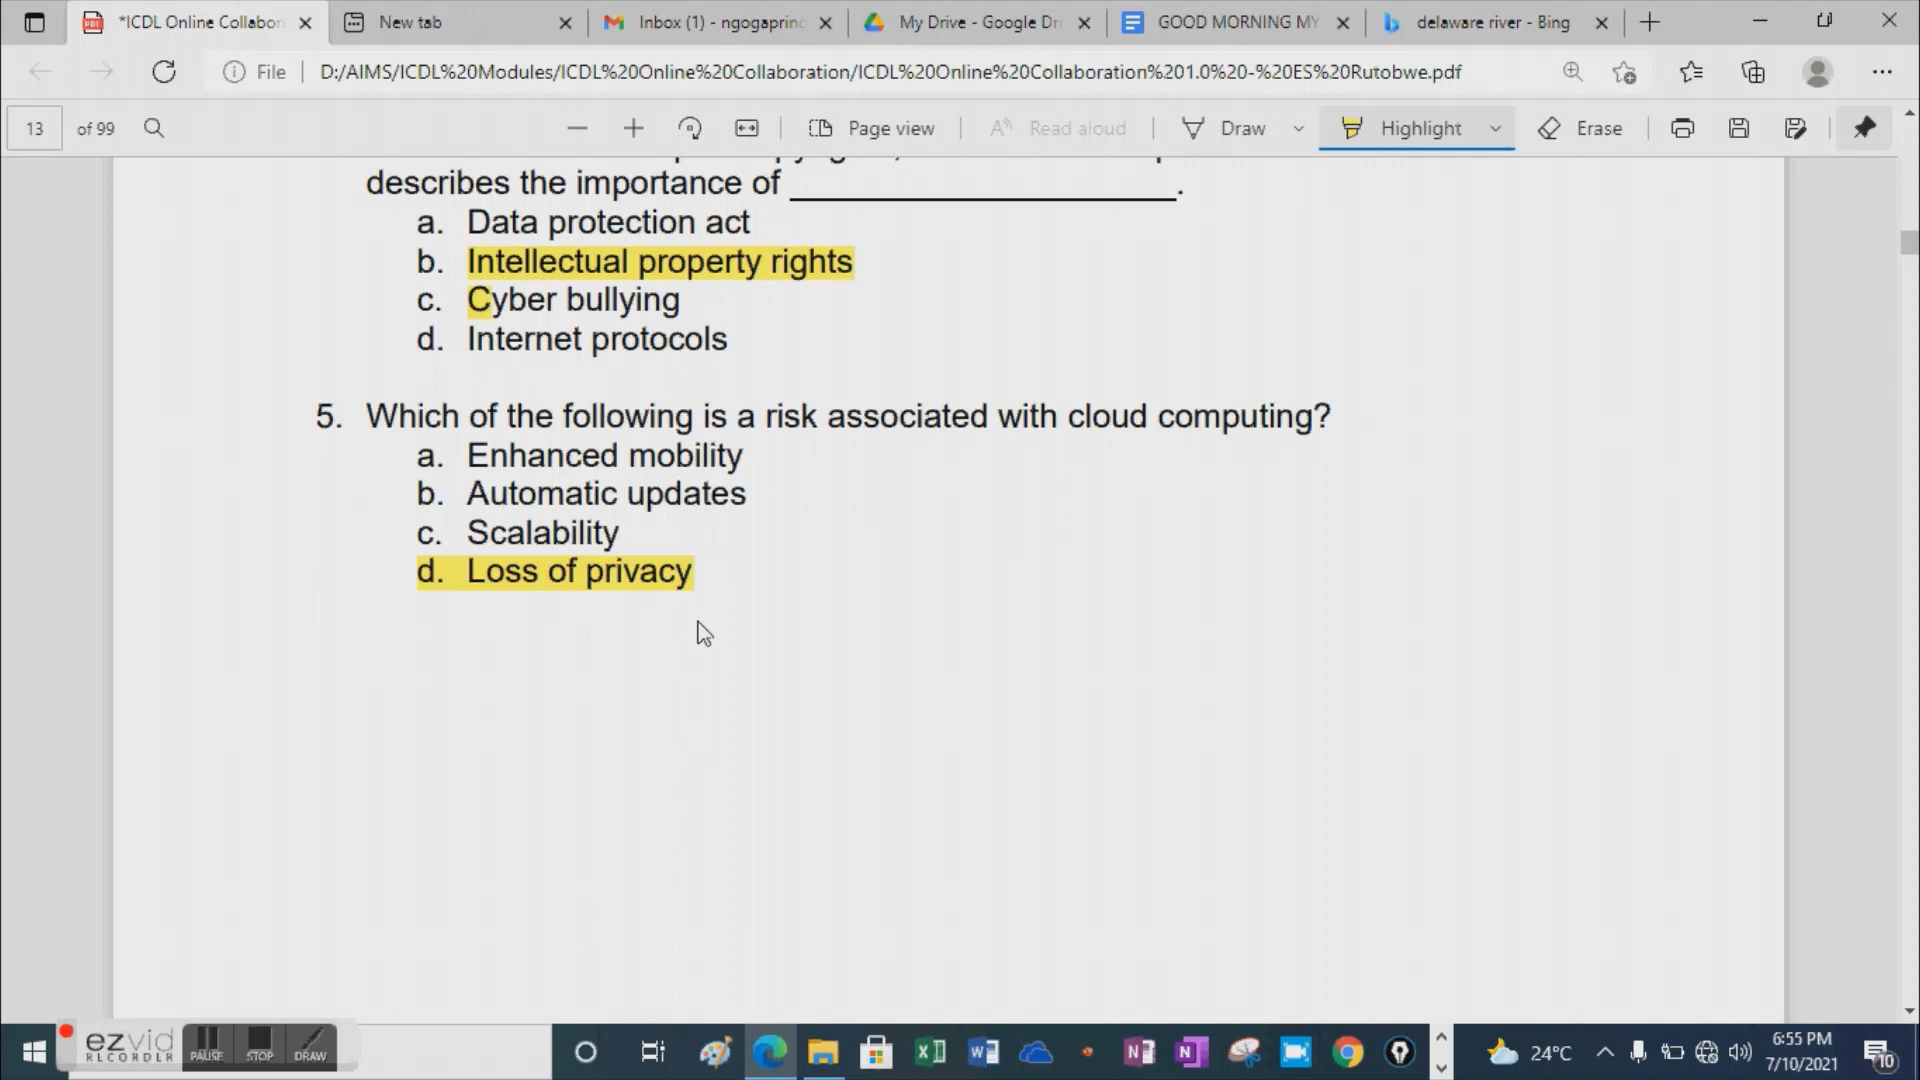 *ICDL Online Collabor
New tab
Inbox (1) - ngogaprinc
My Drive - Google Dri
GOOD MORNING MY
delaware river - Bing
File
D:/AIMS/ICDL%20Modules/ICDL%20Online%20Collaboration/ICDL%20Online%20Collaboration%201.0%20-%20ES%20Rutobwe.pdf
13 of 99
Page view
Read aloud
Draw
Highlight
Erase
describes the importance of ______________________.
a. Data protection act
b. Intellectual property rights
c. Cyber bullying
d. Internet protocols
5. Which of the following is a risk associated with cloud computing?
a. Enhanced mobility
b. Automatic updates
c. Scalability
d. Loss of privacy
ezvid
RECORDER
PAUSE
STOP
DRAW
24°C
6:55 PM
7/10/2021
10